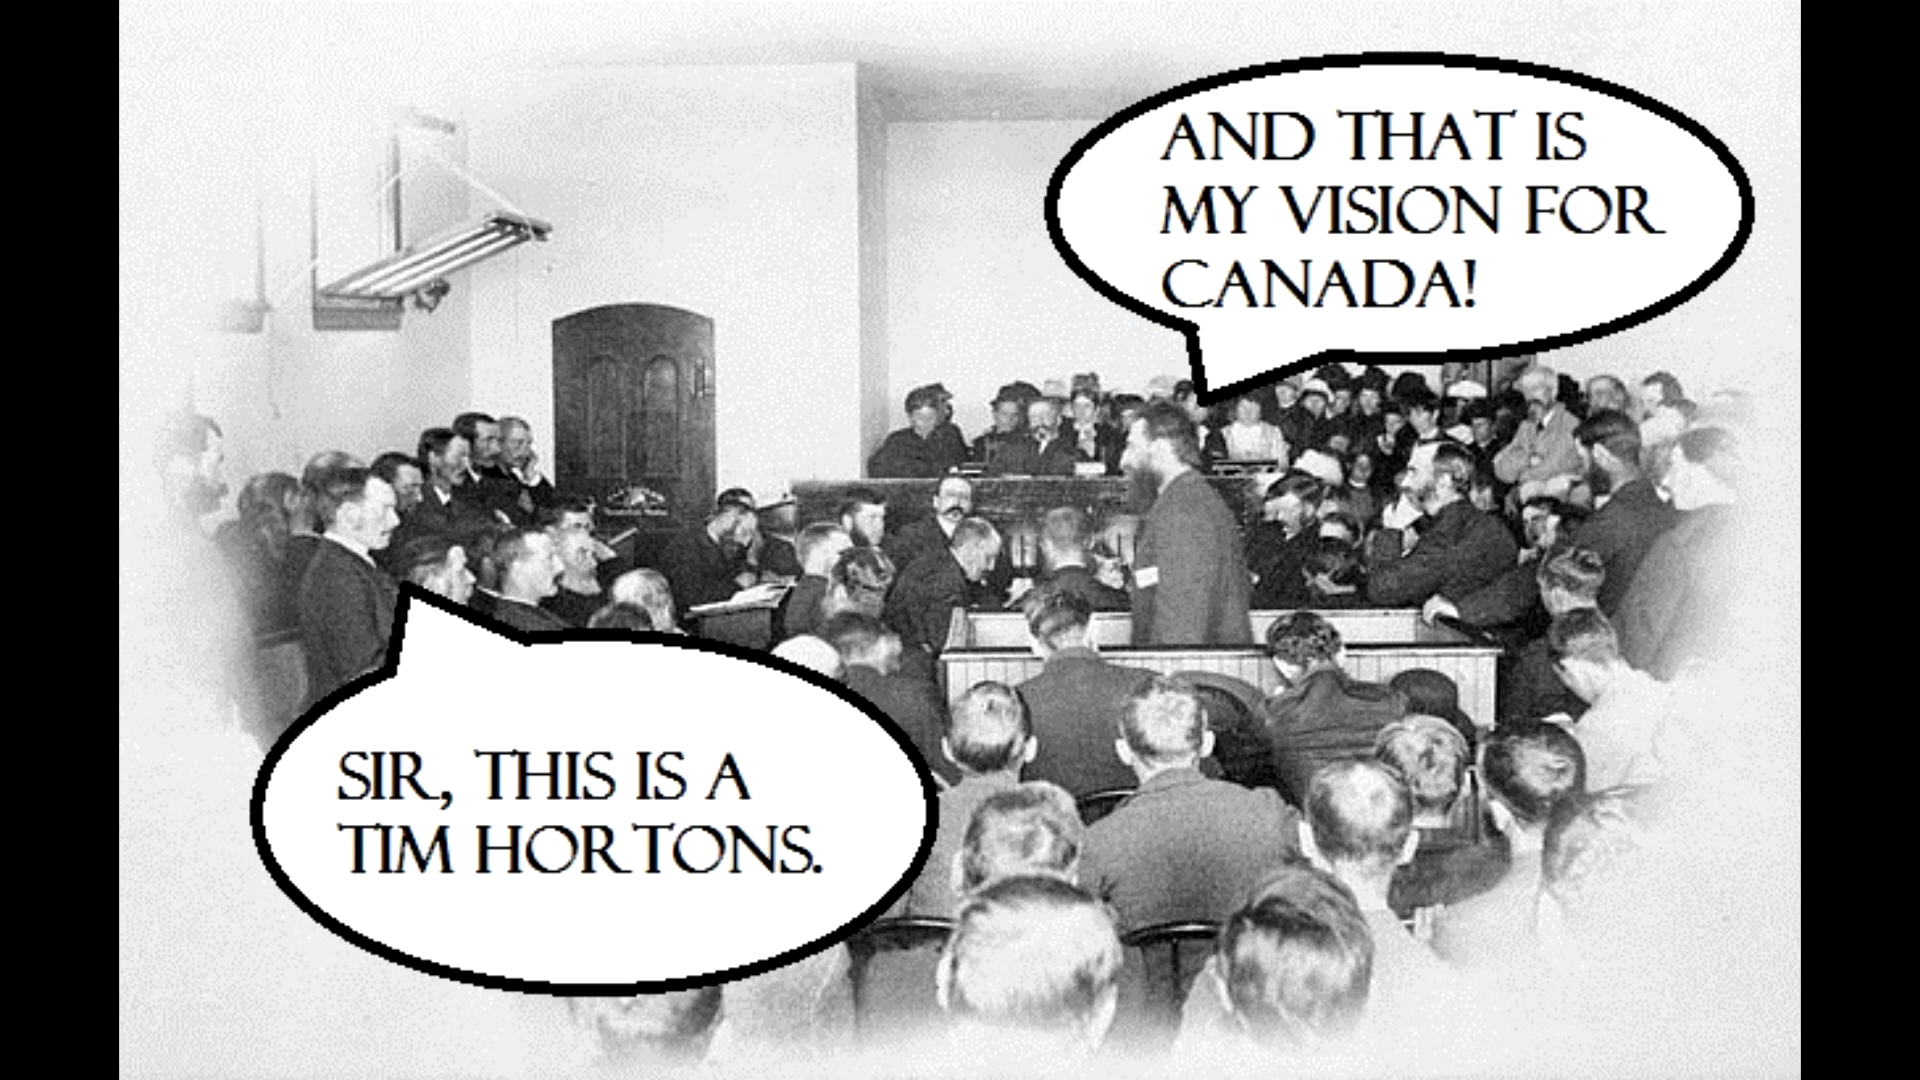 AND THAT IS
MY VISION FOR
CANADA!
SIR, THIS IS A
TIM HORTONS.